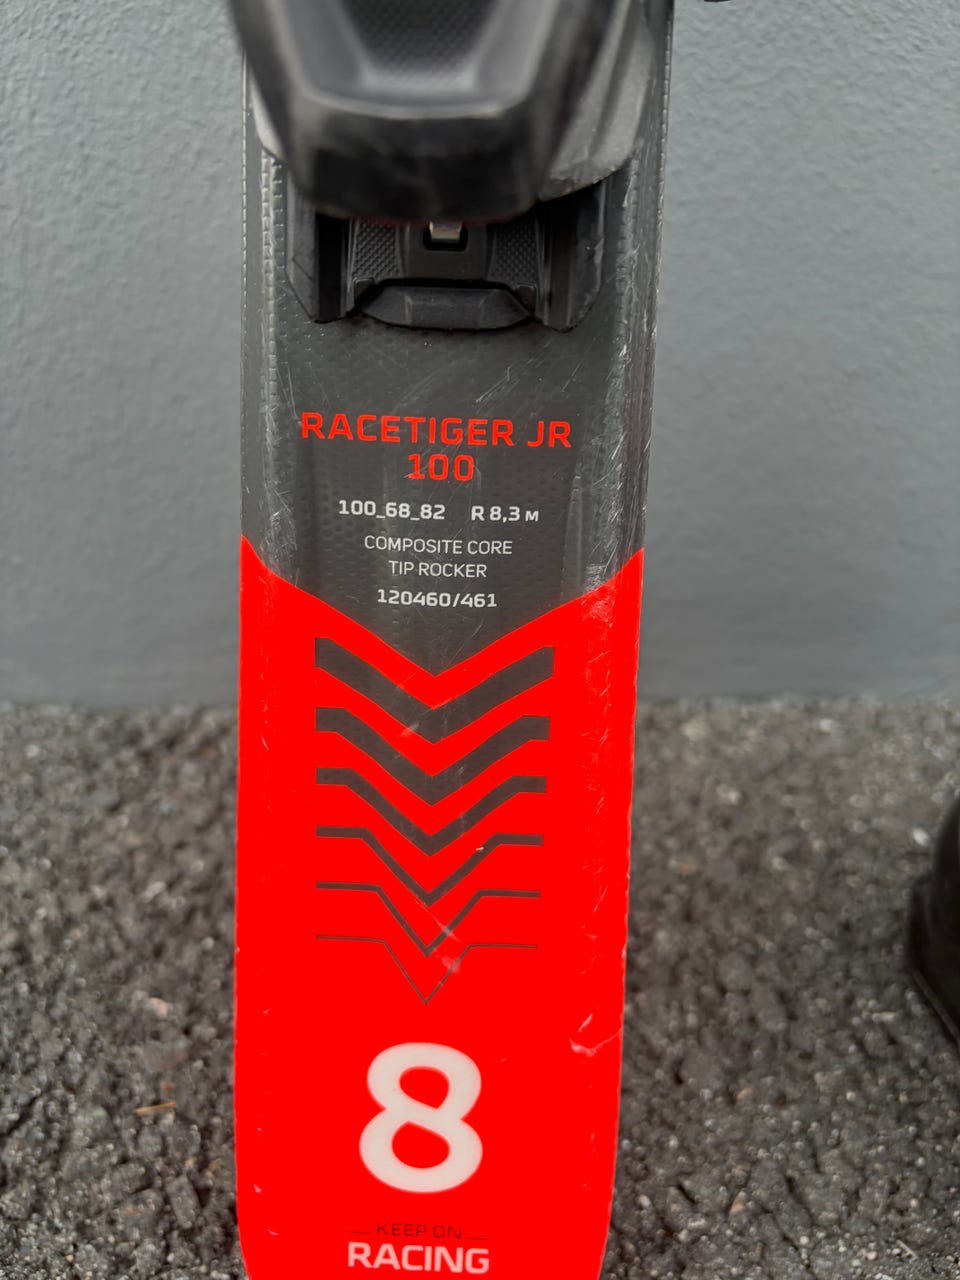 RACETIGER JR
100
100_68_82 R 8,3 M
COMPOSITE CORE
TIP ROCKER
120460/461
8
KEEP ON
RACING